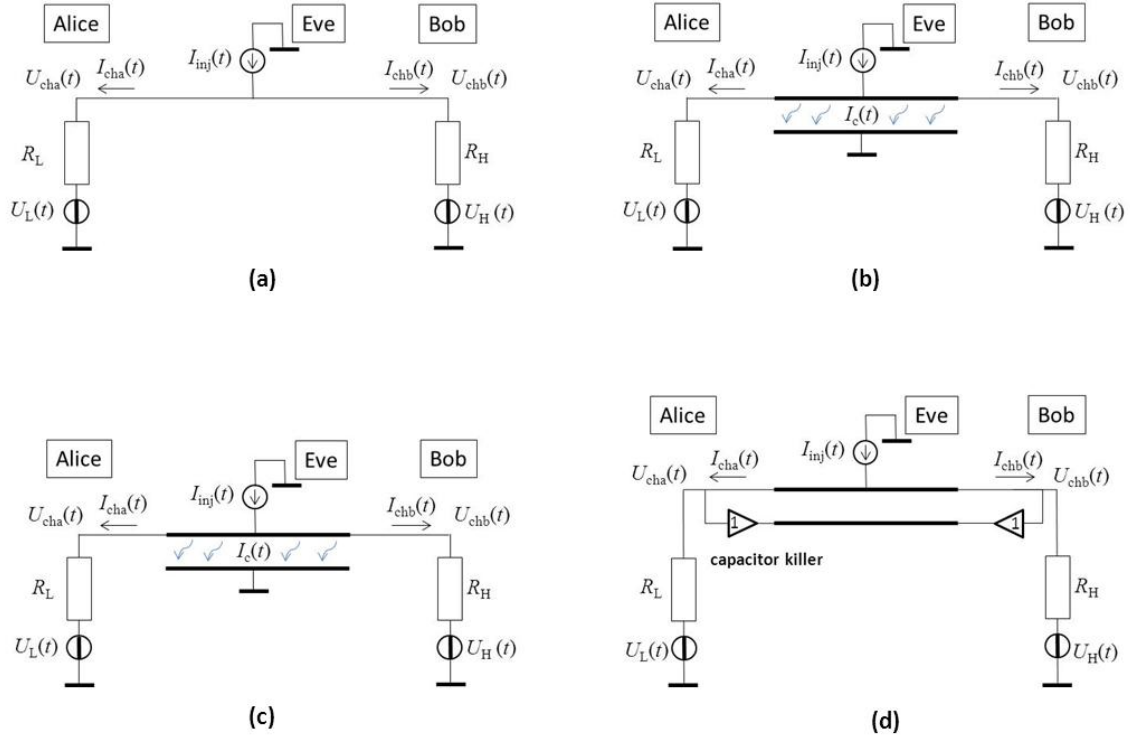 Alice Eve Bob
I_inj(t)
U_cha(t) I_cha(t) I_chb(t) U_chb(t)
R_L R_H
U_L(t) U_H(t)
(a)
Alice Eve Bob
I_inj(t)
U_cha(t) I_cha(t) I_chb(t) U_chb(t)
I_c(t)
R_L R_H
U_L(t) U_H(t)
(b)
Alice Eve Bob
I_inj(t)
U_cha(t) I_cha(t) I_chb(t) U_chb(t)
I_c(t)
R_L R_H
U_L(t) U_H(t)
(c)
Alice Eve Bob
I_inj(t)
U_cha(t) I_cha(t) I_chb(t) U_chb(t)
1 1
capacitor killer
R_L R_H
U_L(t) U_H(t)
(d)